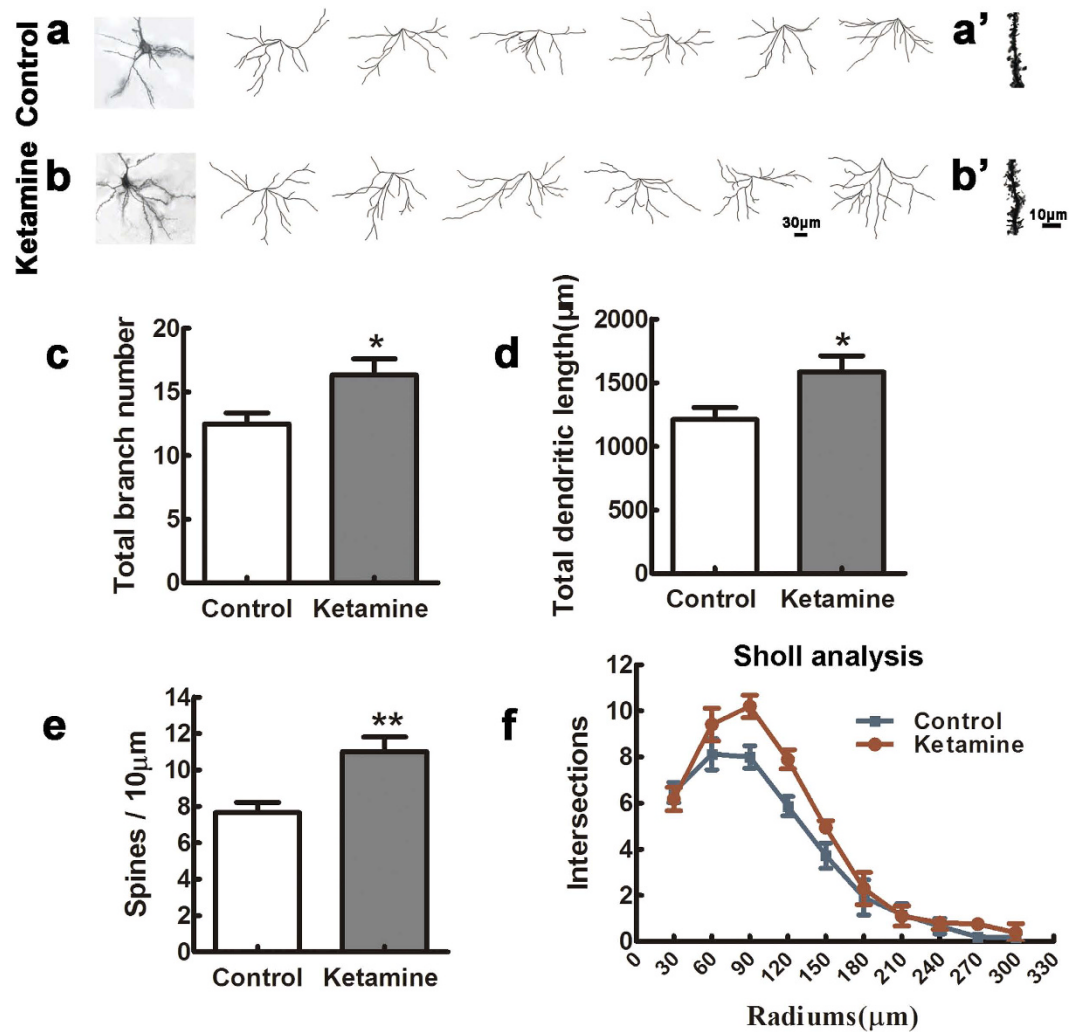 a
Control
a'
b
Ketamine
b'
30µm
10µm
c
Total branch number
20
15
10
5
0
*
Control
Ketamine
d
Total dendritic length(µm)
2000
1500
1000
500
0
*
Control
Ketamine
e
Spines / 10µm
14
12
10
8
6
4
2
0
**
Control
Ketamine
f
Sholl analysis
Intersections
12
10
8
6
4
2
0
Control
Ketamine
0 30 60 90 120 150 180 210 240 270 300 330
Radiums(µm)